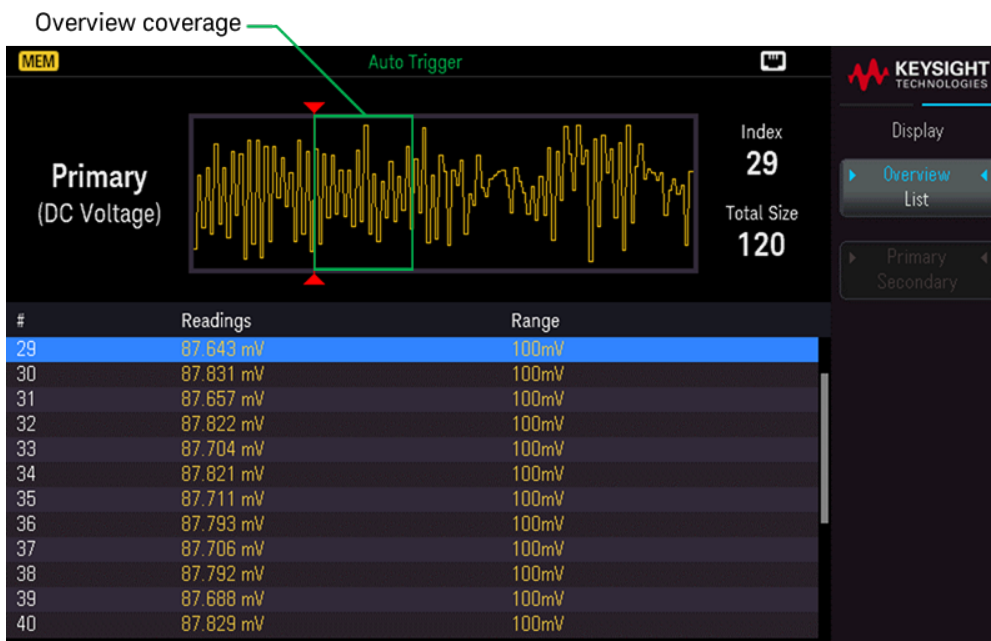 Overview coverage
MEM
Auto Trigger
KEYSIGHT
TECHNOLOGIES
Display
Overview
List
Primary
Secondary
Primary
(DC Voltage)
Index
29
Total Size
120
# Readings Range
29 87.643 mV 100mV
30 87.831 mV 100mV
31 87.657 mV 100mV
32 87.822 mV 100mV
33 87.704 mV 100mV
34 87.821 mV 100mV
35 87.711 mV 100mV
36 87.793 mV 100mV
37 87.706 mV 100mV
38 87.792 mV 100mV
39 87.688 mV 100mV
40 87.829 mV 100mV